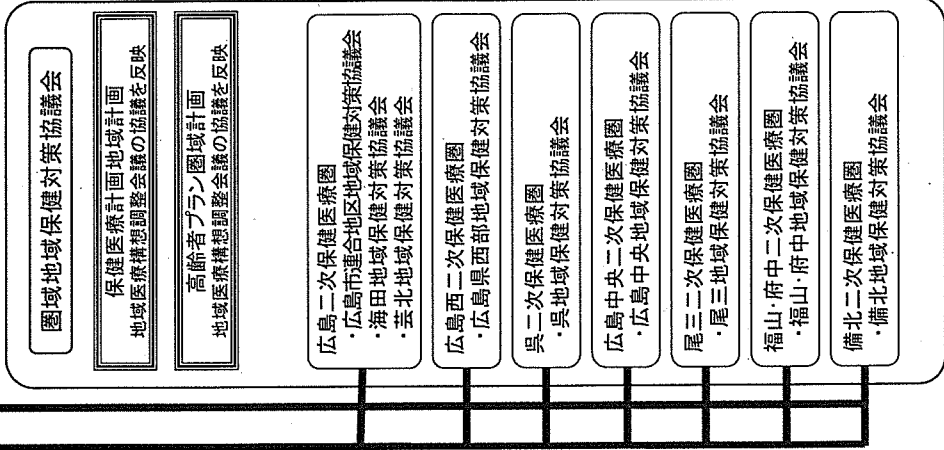 圏域地域保健対策協議会
保健医療計画地域計画
地域医療構想調整会議の協議を反映
高齢者プラン圏域計画
地域医療構想調整会議の協議を反映
広島二次保健医療圏
・広島市連合地区地域保健対策協議会
・海田地域保健対策協議会
・芸北地域保健対策協議会
広島西二次保健医療圏
・広島県西部地域保健対策協議会
呉二次保健医療圏
・呉地域保健対策協議会
広島中央二次保健医療圏
・広島中央地域保健対策協議会
尾三二次保健医療圏
・尾三地域保健対策協議会
福山・府中二次保健医療圏
・福山・府中地域保健対策協議会
備北二次保健医療圏
・備北地域保健対策協議会